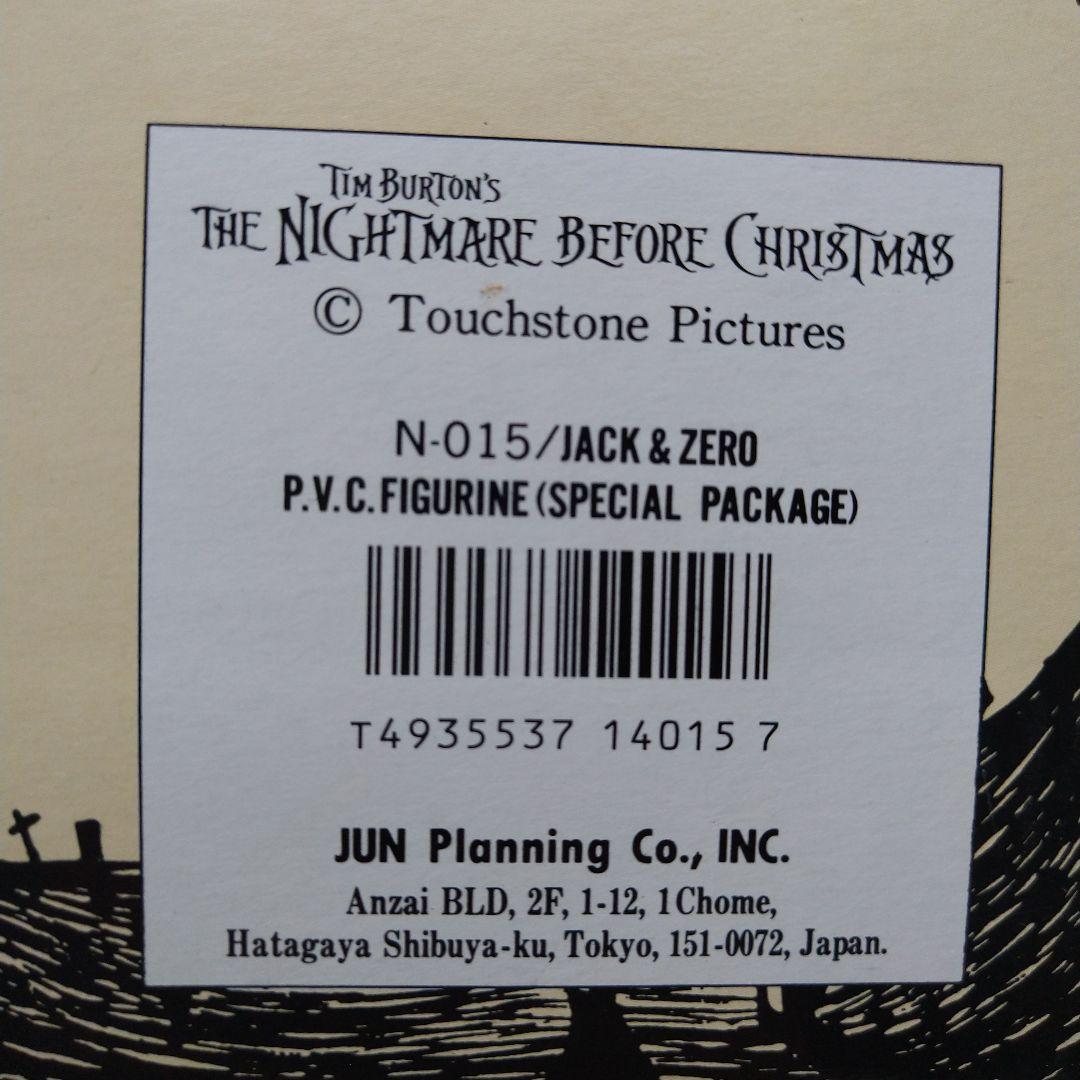 TIM BURTON'S
THE NIGHTMARE BEFORE CHRISTMAS
© Touchstone Pictures
N-015/JACK & ZERO
P.V.C.FIGURINE(SPECIAL PACKAGE)
T4935537 14015 7
JUN Planning Co., INC.
Anzai BLD, 2F, 1-12, 1Chome,
Hatagaya Shibuya-ku, Tokyo, 151-0072, Japan.